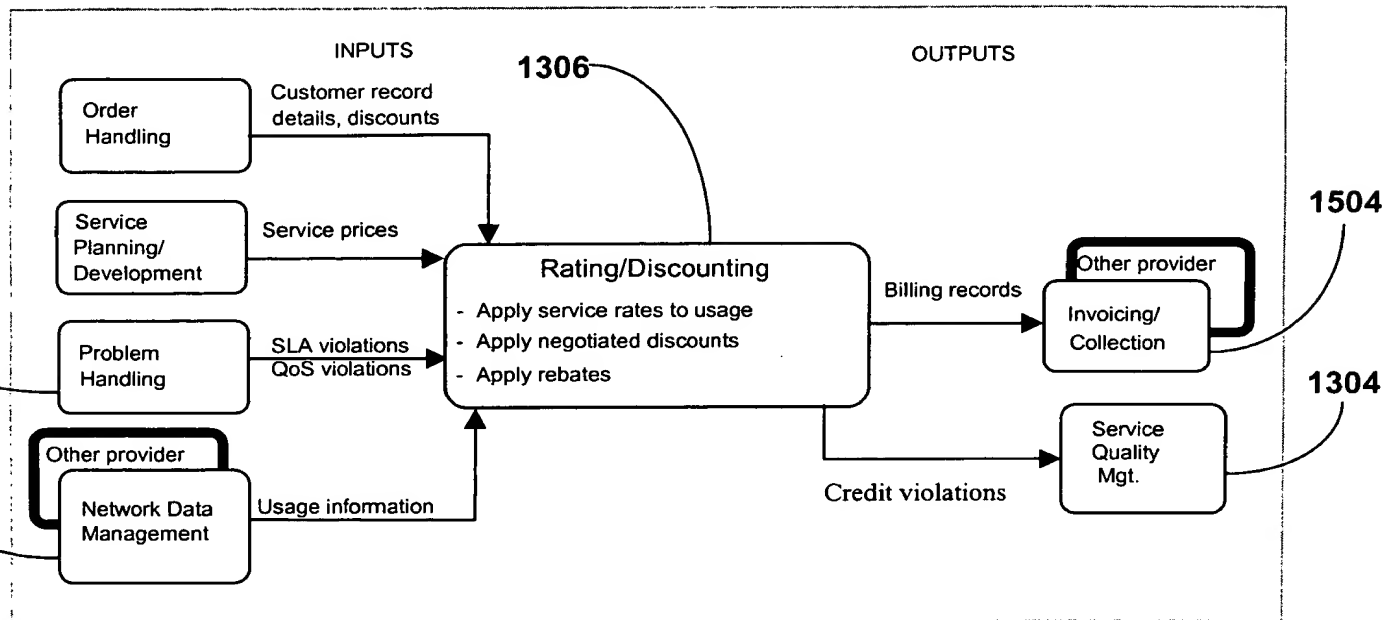 INPUTS
OUTPUTS
1306
Order
Handling
Customer record
details, discounts
Service
Planning/
Development
Service prices
Problem
Handling
SLA violations
QoS violations
Other provider
Network Data
Management
Usage information
Rating/Discounting
- Apply service rates to usage
- Apply negotiated discounts
- Apply rebates
Billing records
Other provider
Invoicing/
Collection
1504
Credit violations
Service
Quality
Mgt.
1304